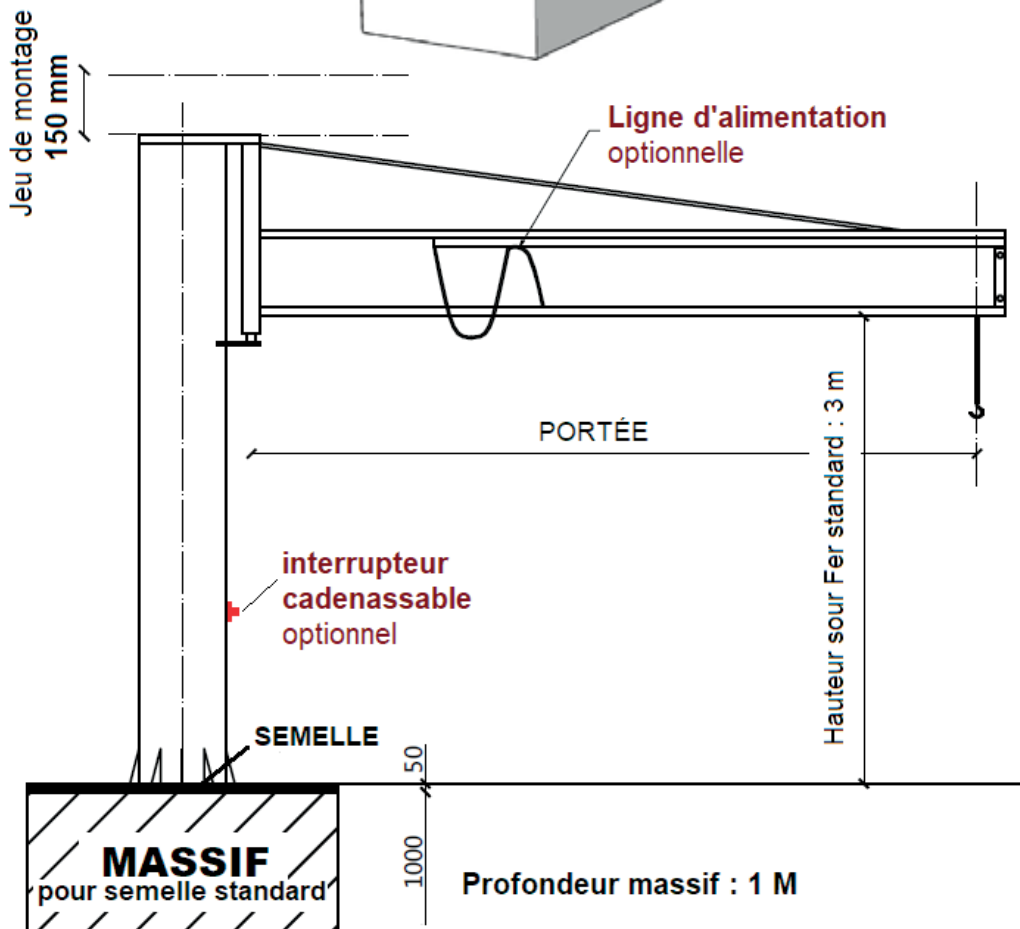 Jeu de montage
150 mm
Ligne d'alimentation
optionnelle
PORTÉE
Hauteur sour Fer standard : 3 m
interrupteur
cadenassable
optionnel
SEMELLE
50
1000
MASSIF
pour semelle standard
Profondeur massif : 1 M